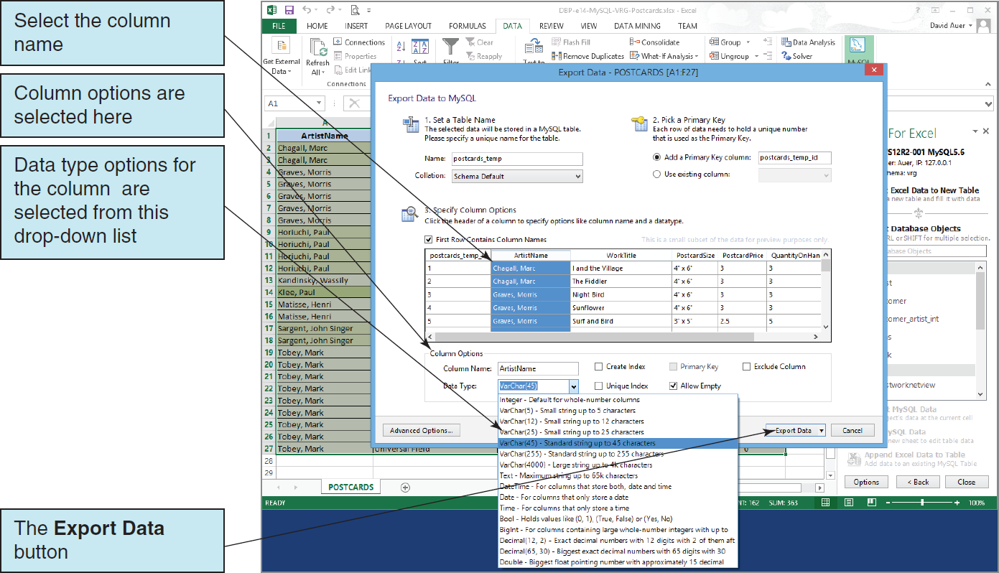 Select the column
name
Column options are
selected here
Data type options for
the column are
selected from this
drop-down list
The Export Data
button
DBP-e14-MySQL-VRG-Postcards.xlsx - Excel
FILE HOME INSERT PAGE LAYOUT FORMULAS DATA REVIEW VIEW DATA MINING TEAM
David Auer
Get External
Data
Refresh
All
Connections
Properties
Edit Link
Connections
Sort
Filter
Clear
Reapply
Text to
Flash Fill
Remove Duplicates
Consolidate
What-If Analysis
Group
Ungroup
Data Analysis
Solver
MySQL
A1
A
1 ArtistName
2 Chagall, Marc
3 Chagall, Marc
4 Graves, Morris
5 Graves, Morris
6 Graves, Morris
7 Graves, Morris
8 Graves, Morris
9 Horiuchi, Paul
10 Horiuchi, Paul
11 Horiuchi, Paul
12 Horiuchi, Paul
13 Kandinsky, Wassily
14 Klee, Paul
15 Matisse, Henri
16 Matisse, Henri
17 Sargent, John Singer
18 Sargent, John Singer
19 Tobey, Mark
20 Tobey, Mark
21 Tobey, Mark
22 Tobey, Mark
23 Tobey, Mark
24 Tobey, Mark
25 Tobey, Mark
26 Tobey, Mark
27 Tobey, Mark Universal Field 0
28
29
POSTCARDS
READY
NT: 162 SUM: 363
100%
Export Data - POSTCARDS [A1:F27]
Export Data to MySQL
1. Set a Table Name
The selected data will be stored in a MySQL table.
Please specify a unique name for the table.
Name: postcards_temp
Collation: Schema Default
2. Pick a Primary Key
Each row of data needs to hold a unique number
that is used as the Primary Key.
Add a Primary Key column: postcards_temp_id
Use existing column:
3. Specify Column Options
Click the header of a column to specify options like column name and a datatype.
First Row Contains Column Names
This is a small subset of the data for preview purposes only.
postcards_temp_ ArtistName WorkTitle PostcardSize PostcardPrice QuantityOnHan
1 Chagall, Marc I and the Village 4" x 6" 3 3
2 Chagall, Marc The Fiddler 4" x 6" 3 3
3 Graves, Morris Night Bird 4" x 6" 3 3
4 Graves, Morris Sunflower 4" x 6" 3 3
5 Graves, Morris Surf and Bird 3" x 5" 2.5 5
Column Options
Column Name: ArtistName
Create Index
Primary Key
Exclude Column
Data Type: VarChar(45)
Unique Index
Allow Empty
Integer - Default for whole-number columns
VarChar(5) - Small string up to 5 characters
VarChar(12) - Small string up to 12 characters
VarChar(25) - Small string up to 25 characters
VarChar(45) - Standard string up to 45 characters
VarChar(255) - Standard string up to 255 characters
VarChar(4000) - Large string up to 4k characters
Text - Maximum string up to 65k characters
DateTime - For columns that store both, date and time
Date - For columns that only store a date
Time - For columns that only store a time
Bool - Holds values like (0, 1), (True, False) or (Yes, No)
BigInt - For columns containing large whole-number integers with up to
Decimal(12, 2) - Exact decimal numbers with 12 digits with 2 of them aft
Decimal(65, 30) - Biggest exact decimal numbers with 65 digits with 30
Double - Biggest float pointing number with approximately 15 decimal
Advanced Options...
Export Data
Cancel
For Excel
S12R2-001 MySQL5.6
er: Auer, IP: 127.0.0.1
hema: vrg
t Excel Data to New Table
a new table and fill it with data
t Database Objects
RL or SHIFT for multiple selection.
abase Objects
st
omer
omer_artist_int
s
k
stworknetview
t MySQL Data
ject's data at the current cell
ySQL Data
new sheet to edit table data
Append Excel Data to Table
Add data to an existing MySQL Table
Options
< Back
Close